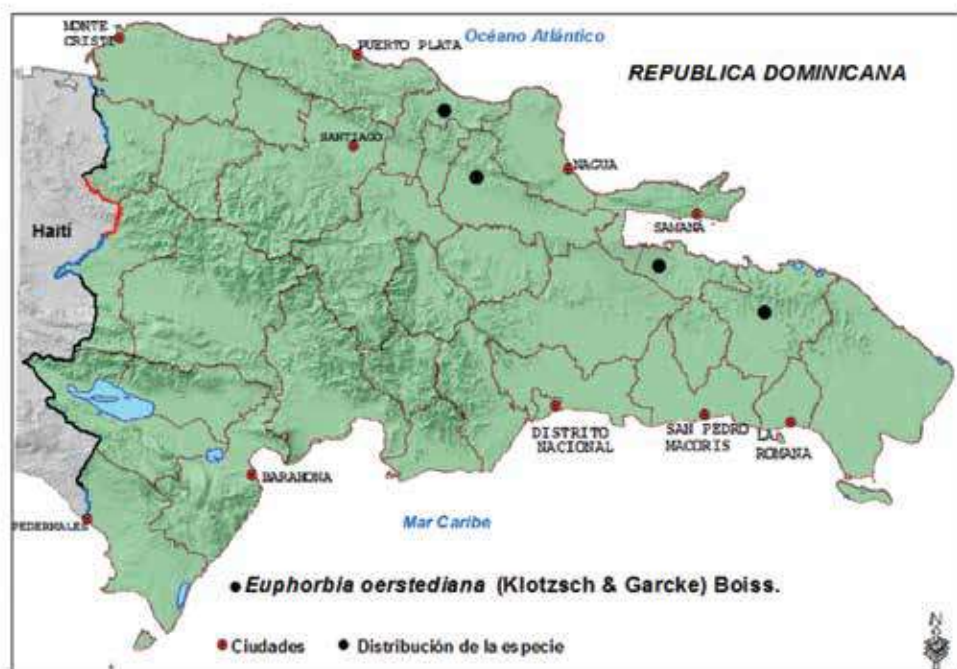 MONTE
CRISTI
PUERTO PLATA
Océano Atlántico
REPUBLICA DOMINICANA
SANTIAGO
NAGUA
SAMANÁ
Haití
DISTRITO
NACIONAL
SAN PEDRO
MACORIS
LA
ROMANA
BARAHONA
PEDERNALES
Mar Caribe
Euphorbia oerstediana (Klotzsch & Garcke) Boiss.
Ciudades
Distribución de la especie
N